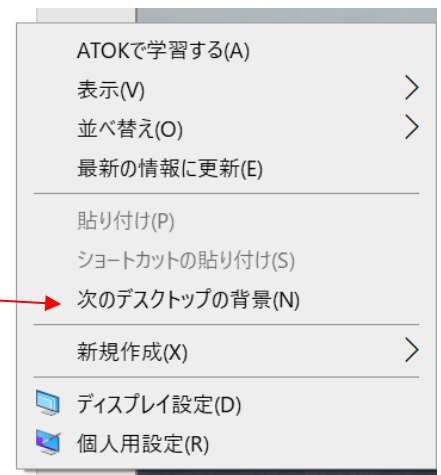 ATOKで学習する(A)
表示(V)
並べ替え(O)
最新の情報に更新(E)
貼り付け(P)
ショートカットの貼り付け(S)
次のデスクトップの背景(N)
新規作成(X)
ディスプレイ設定(D)
個人用設定(R)